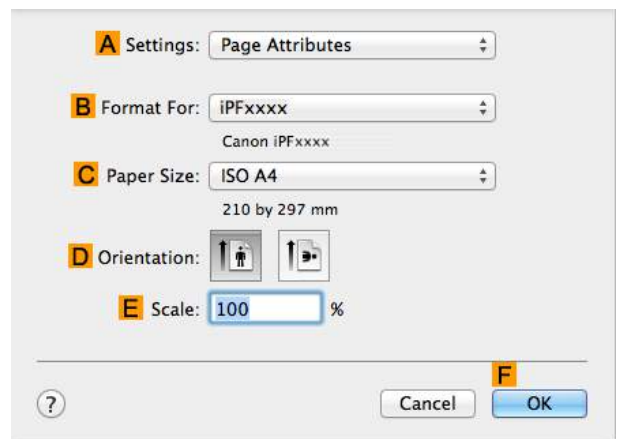 A Settings: Page Attributes
B Format For: iPFxxxx
Canon iPFxxxx
C Paper Size: ISO A4
210 by 297 mm
D Orientation:
E Scale: 100 %
F
? Cancel OK